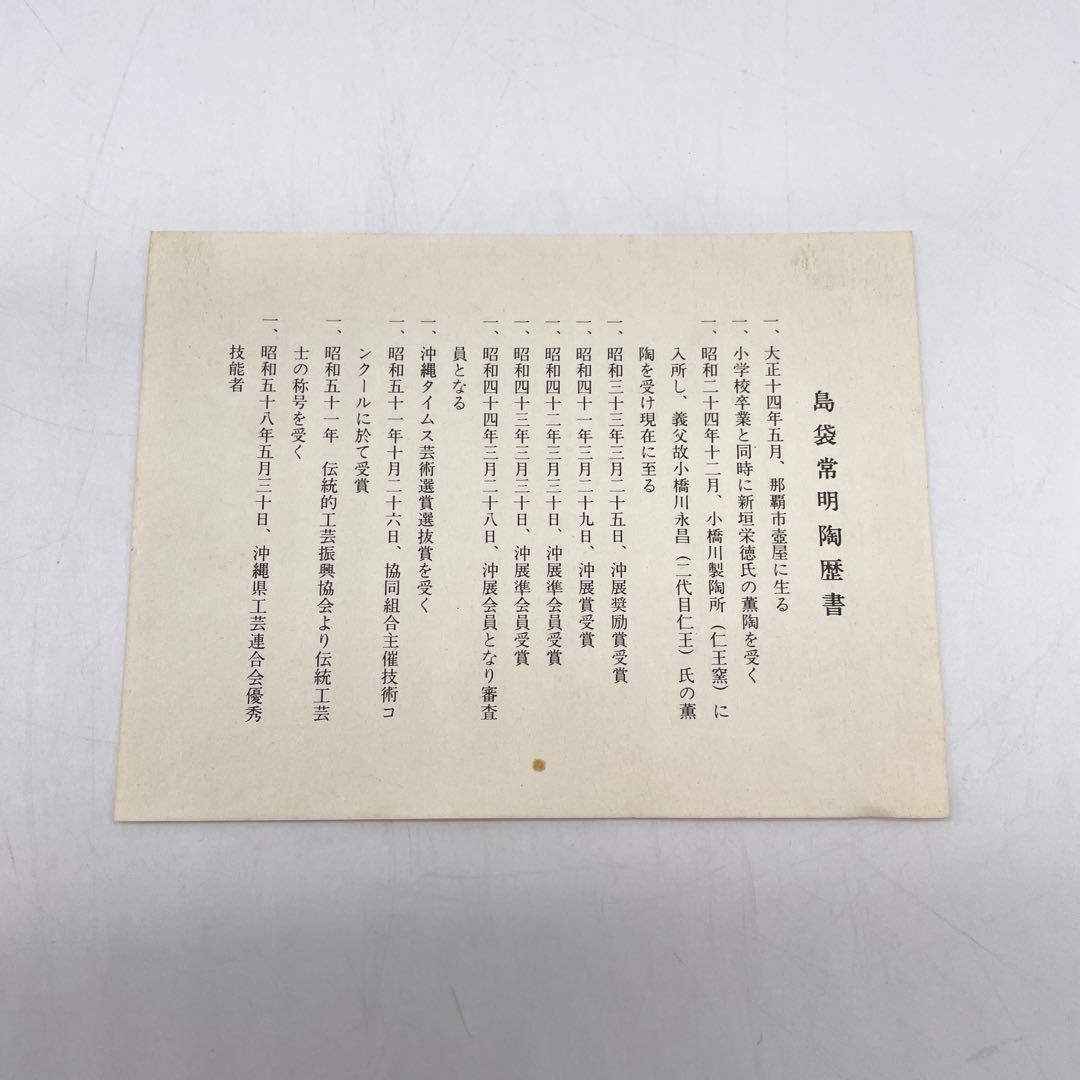 島袋常明陶歴書
一、大正十四年五月、那覇市壺屋に生る
一、小学校卒業と同時に新垣栄徳氏の薫陶を受く
一、昭和二十四年十二月、小橋川製陶所（仁王窯）に
入所し、義父故小橋川永昌（二代目仁王）氏の薫
陶を受け現在に至る
一、昭和三十三年三月二十五日、沖展奨励賞受賞
一、昭和四十一年三月二十九日、沖展賞受賞
一、昭和四十二年三月三十日、沖展準会員受賞
一、昭和四十三年三月三十日、沖展準会員受賞
一、昭和四十四年三月二十八日、沖展会員となり審査
員となる
一、沖縄タイムス芸術選賞選抜賞を受く
一、昭和五十一年十月二十六日、協同組合主催技術コ
ンクールに於て受賞
一、昭和五十一年　伝統的工芸振興協会より伝統工芸
士の称号を受く
一、昭和五十八年五月三十日、沖縄県工芸連合会優秀
技能者